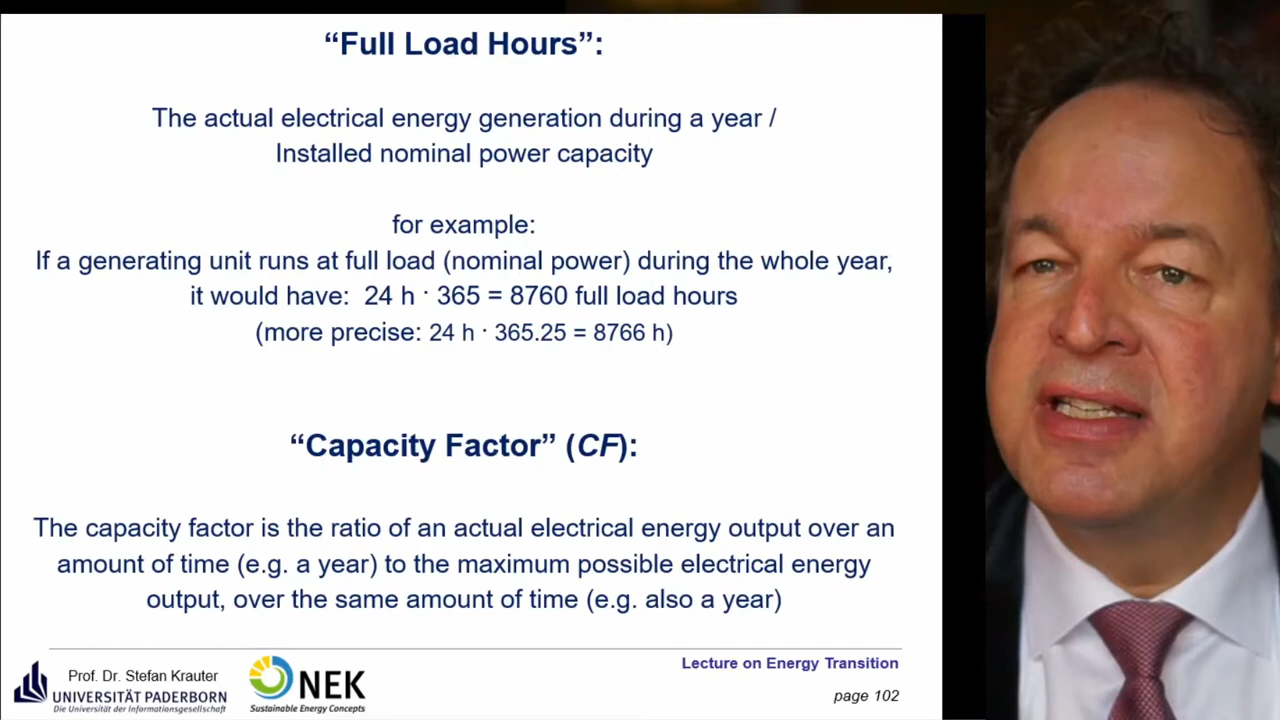 “Full Load Hours”:
The actual electrical energy generation during a year /
Installed nominal power capacity
for example:
If a generating unit runs at full load (nominal power) during the whole year,
it would have: 24 h · 365 = 8760 full load hours
(more precise: 24 h · 365.25 = 8766 h)
“Capacity Factor” (CF):
The capacity factor is the ratio of an actual electrical energy output over an
amount of time (e.g. a year) to the maximum possible electrical energy
output, over the same amount of time (e.g. also a year)
Prof. Dr. Stefan Krauter
UNIVERSITÄT PADERBORN
Die Universität der Informationsgesellschaft
NEK
Sustainable Energy Concepts
Lecture on Energy Transition
page 102